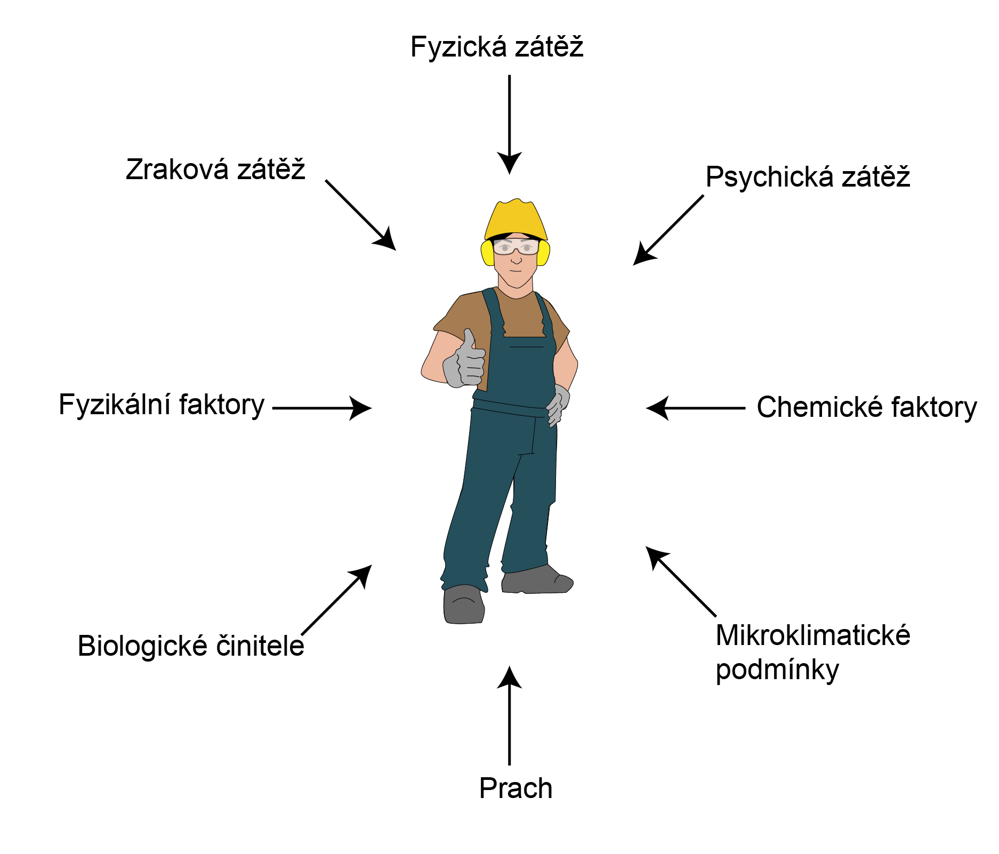 Fyzická zátěž
Zraková zátěž
Psychická zátěž
Fyzikální faktory
Chemické faktory
Biologické činitele
Mikroklimatické
podmínky
Prach